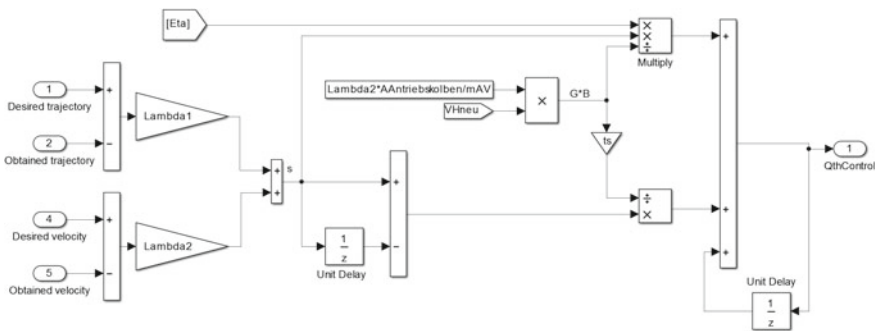 [Eta]
×
×
÷
Multiply
+
1
Desired trajectory
+
Lambda1
Lambda2*AAntriebskolben/mAV
VHneu
×
G*B
2
Obtained trajectory
−
ts
+
+
s
1
QthControl
4
Desired velocity
+
Lambda2
+
÷
×
+
5
Obtained velocity
−
1
z
Unit Delay
−
+
Unit Delay
1
z